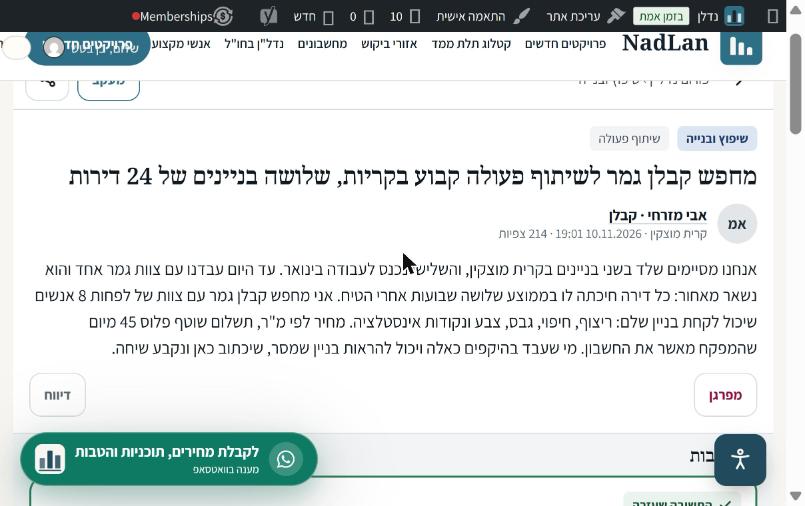 נדלן בזמן אמת עריכת אתר התאמה אישית 10 0 חדש Memberships
NadLan פרויקטים חדשים קטלוג תלת ממד אזורי ביקוש מחשבונים נדל"ן בחו"ל אנשי מקצוע
מעקב
שיפוץ ובנייה שיתוף פעולה
מחפש קבלן גמר לשיתוף פעולה קבוע בקריות, שלושה בניינים של 24 דירות
אמ
אבי מזרחי · קבלן
קרית מוצקין · 10.11.2026 19:01 · 214 צפיות
אנחנו מסיימים שלד בשני בניינים בקרית מוצקין, והשלישי נכנס לעבודה בינואר. עד היום עבדנו עם צוות גמר אחד והוא
נשאר מאחור: כל דירה חיכתה לו בממוצע שלושה שבועות אחרי הטיח. אני מחפש קבלן גמר עם צוות של לפחות 8 אנשים
שיכול לקחת בניין שלם: ריצוף, חיפוי, גבס, צבע ונקודות אינסטלציה. מחיר לפי מ"ר, תשלום שוטף פלוס 45 מיום
שהמפקח מאשר את החשבון. מי שעבד בהיקפים כאלה ויכול להראות בניין שמסר, שיכתוב כאן ונקבע שיחה.
מפרגן
דיווח
לקבלת מחירים, תוכניות והטבות
מענה בוואטסאפ
התשובה שעזרה